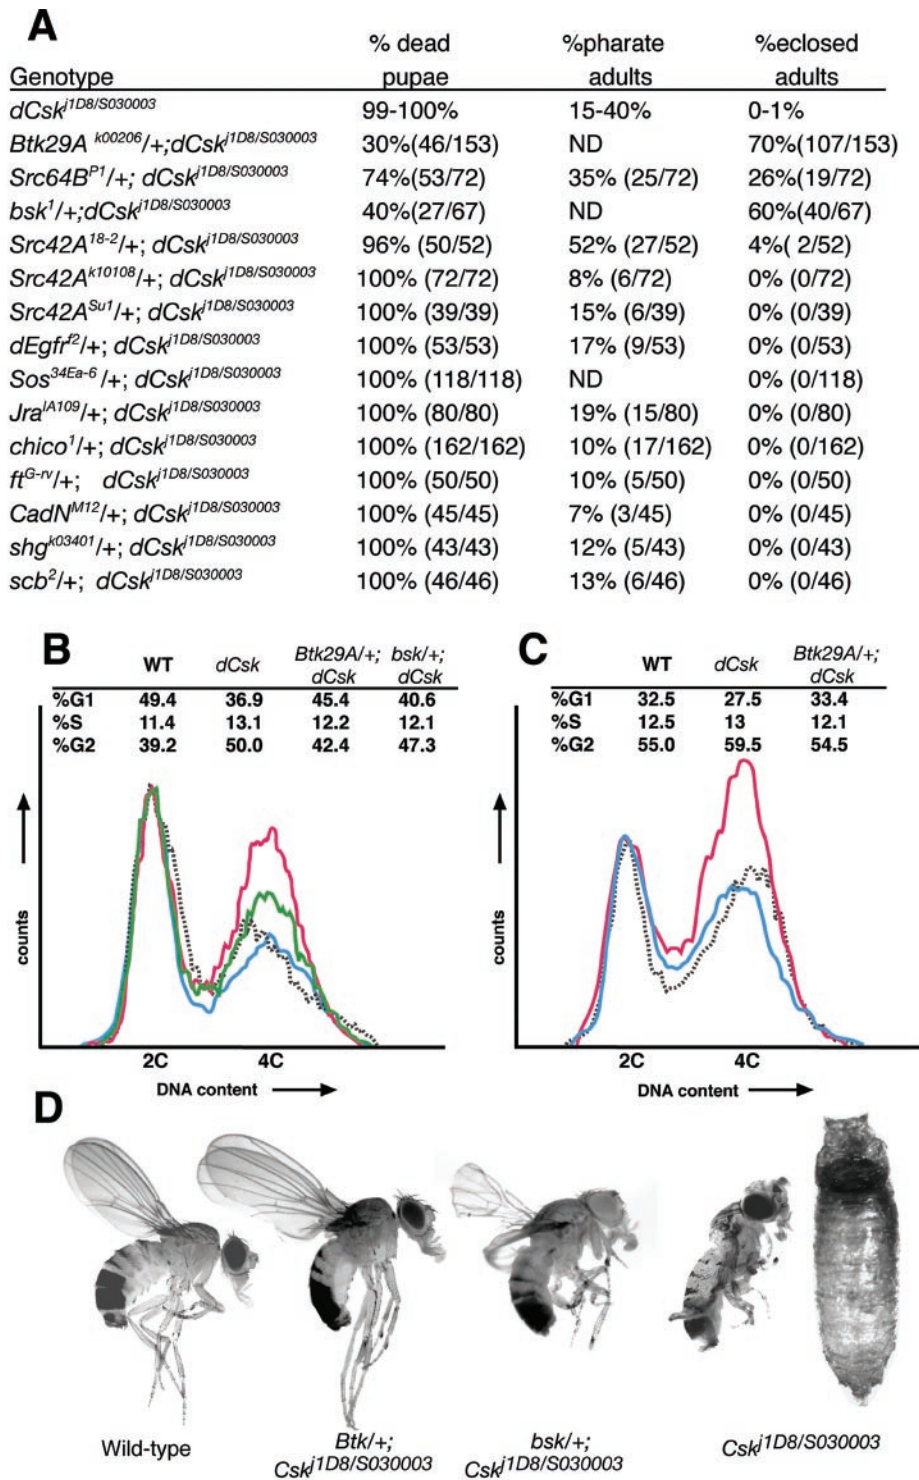 A
% dead %pharate %eclosed
Genotype pupae adults adults
dCsk^j1D8/S030003 99-100% 15-40% 0-1%
Btk29A ^k00206/+;dCsk^j1D8/S030003 30%(46/153) ND 70%(107/153)
Src64B^P1/+; dCsk^j1D8/S030003 74%(53/72) 35% (25/72) 26%(19/72)
bsk^1/+;dCsk^j1D8/S030003 40%(27/67) ND 60%(40/67)
Src42A^18-2/+; dCsk^j1D8/S030003 96% (50/52) 52% (27/52) 4%( 2/52)
Src42A^k10108/+; dCsk^j1D8/S030003 100% (72/72) 8% (6/72) 0% (0/72)
Src42A^Su1/+; dCsk^j1D8/S030003 100% (39/39) 15% (6/39) 0% (0/39)
dEgfr^f2/+; dCsk^j1D8/S030003 100% (53/53) 17% (9/53) 0% (0/53)
Sos^34Ea-6 /+; dCsk^j1D8/S030003 100% (118/118) ND 0% (0/118)
Jra^IA109/+; dCsk^j1D8/S030003 100% (80/80) 19% (15/80) 0% (0/80)
chico^1/+; dCsk^j1D8/S030003 100% (162/162) 10% (17/162) 0% (0/162)
ft^G-rv/+; dCsk^j1D8/S030003 100% (50/50) 10% (5/50) 0% (0/50)
CadN^M12/+; dCsk^j1D8/S030003 100% (45/45) 7% (3/45) 0% (0/45)
shg^k03401/+; dCsk^j1D8/S030003 100% (43/43) 12% (5/43) 0% (0/43)
scb^2/+; dCsk^j1D8/S030003 100% (46/46) 13% (6/46) 0% (0/46)
B
WT dCsk Btk29A/+; dCsk bsk/+; dCsk
%G1 49.4 36.9 45.4 40.6
%S 11.4 13.1 12.2 12.1
%G2 39.2 50.0 42.4 47.3
counts
2C 4C
DNA content
C
WT dCsk Btk29A/+; dCsk
%G1 32.5 27.5 33.4
%S 12.5 13 12.1
%G2 55.0 59.5 54.5
counts
2C 4C
DNA content
D
Wild-type
Btk/+;
Csk^j1D8/S030003
bsk/+;
Csk^j1D8/S030003
Csk^j1D8/S030003